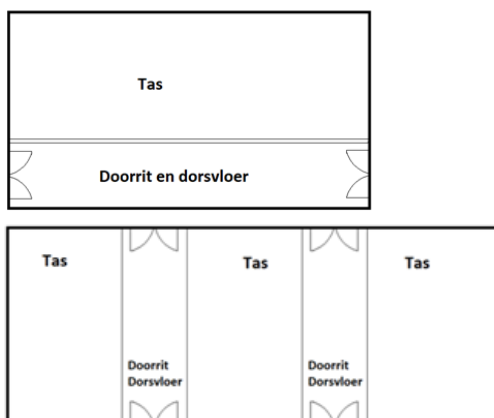 Tas
Doorrit en dorsvloer
Tas
Tas
Tas
Doorrit
Dorsvloer
Doorrit
Dorsvloer